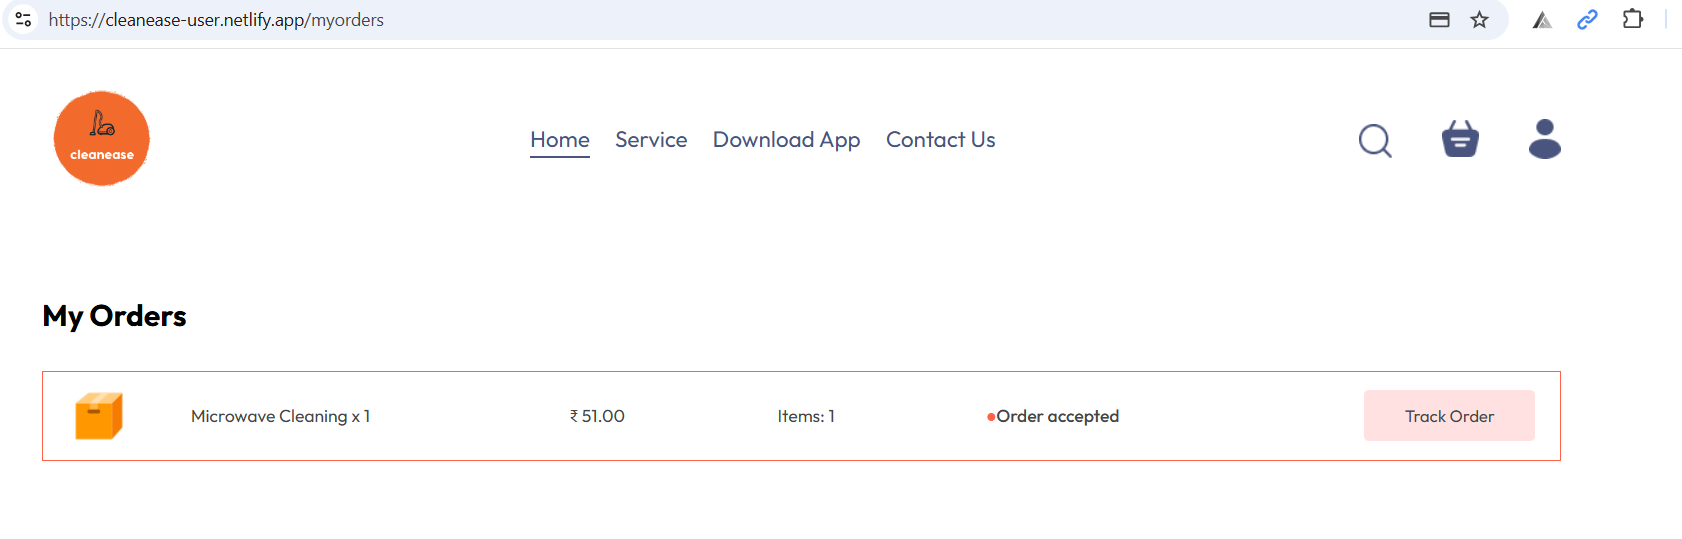 https://cleanease-user.netlify.app/myorders
cleanease
Home Service Download App Contact Us
My Orders
Microwave Cleaning x 1 ₹ 51.00 Items: 1 ●Order accepted Track Order